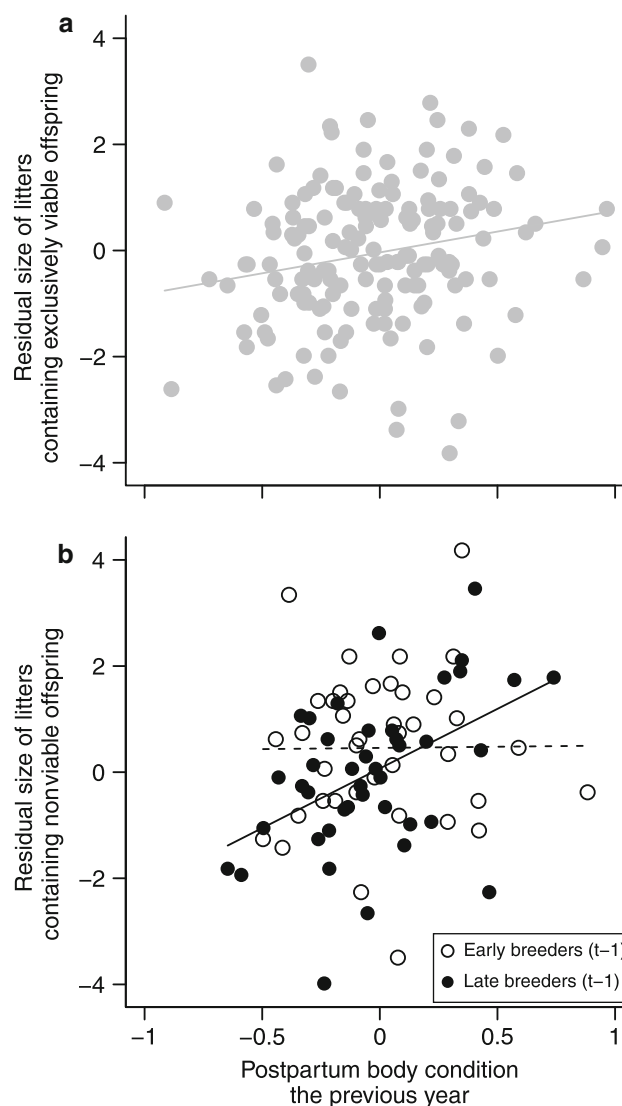 a
Residual size of litters
containing exclusively viable offspring
4
2
0
−2
−4
b
Residual size of litters
containing nonviable offspring
4
2
0
−2
−4
Early breeders (t−1)
Late breeders (t−1)
−1
−0.5
0
0.5
1
Postpartum body condition
the previous year